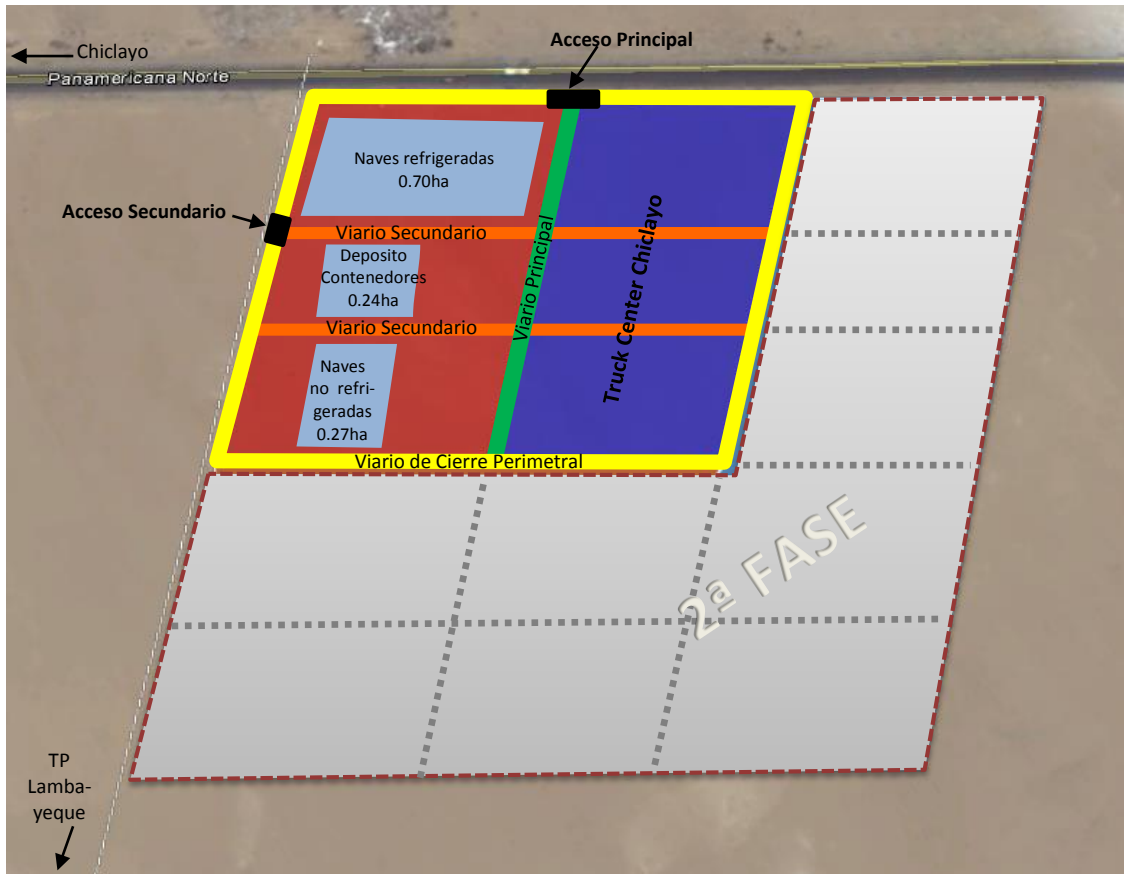 Acceso Principal
Chiclayo
Panamericana Norte
Naves refrigeradas
0.70ha
Acceso Secundario
Viario Secundario
Deposito
Contenedores
0.24ha
Viario Secundario
Naves
no refri-
geradas
0.27ha
Viario Principal
Truck Center Chiclayo
Viario de Cierre Perimetral
2ª FASE
TP
Lamba-
yeque